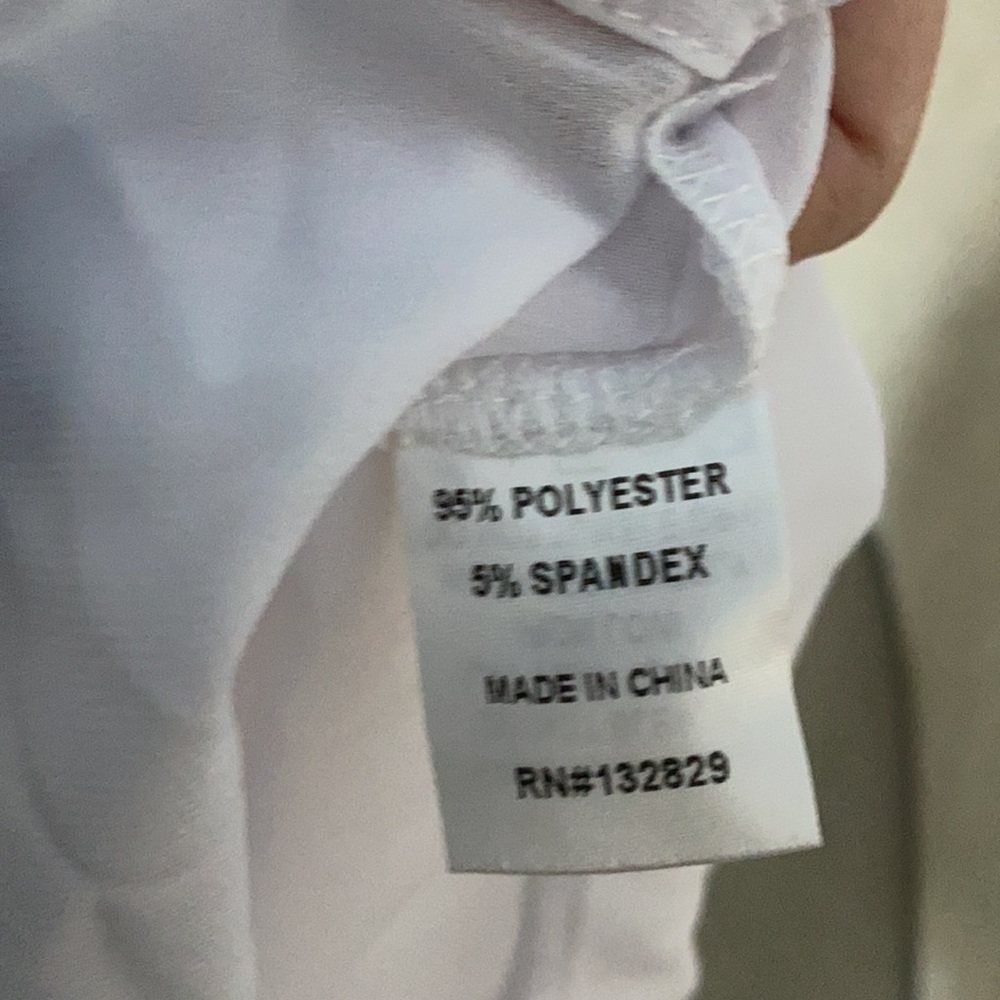 95% POLYESTER
5% SPANDEX
MADE IN CHINA
RN#132829